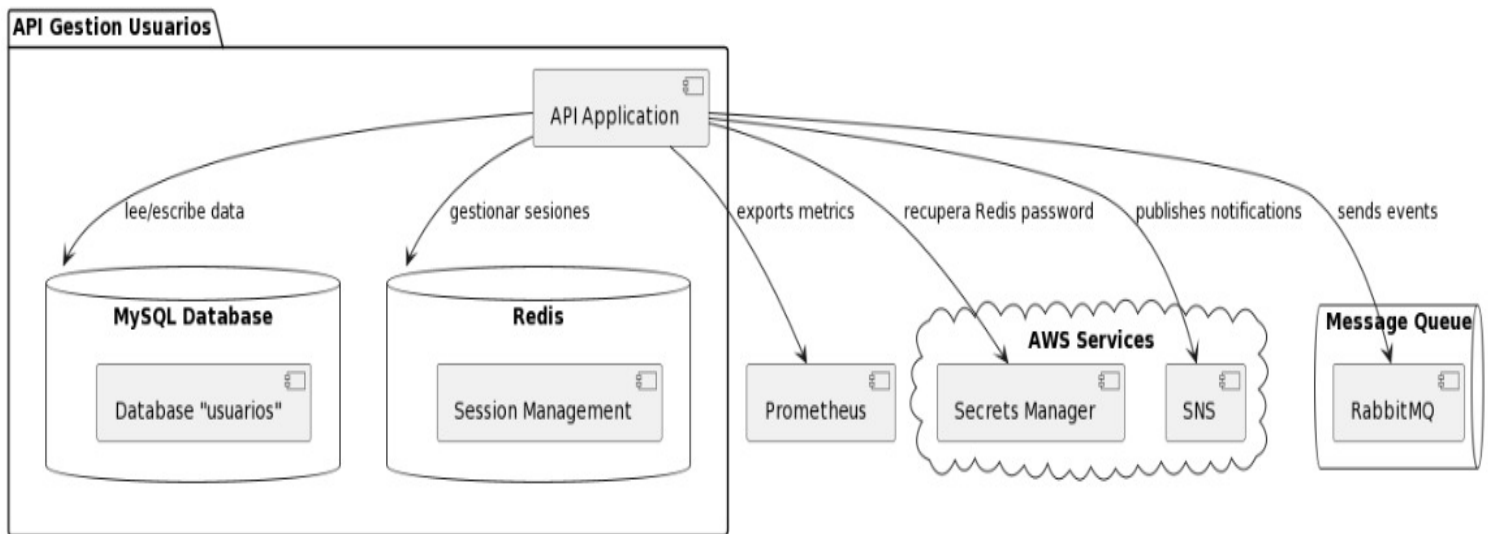 API Gestion Usuarios
API Application
lee/escribe data
gestionar sesiones
exports metrics
recupera Redis password
publishes notifications
sends events
MySQL Database
Redis
AWS Services
Message Queue
Database "usuarios"
Session Management
Prometheus
Secrets Manager
SNS
RabbitMQ